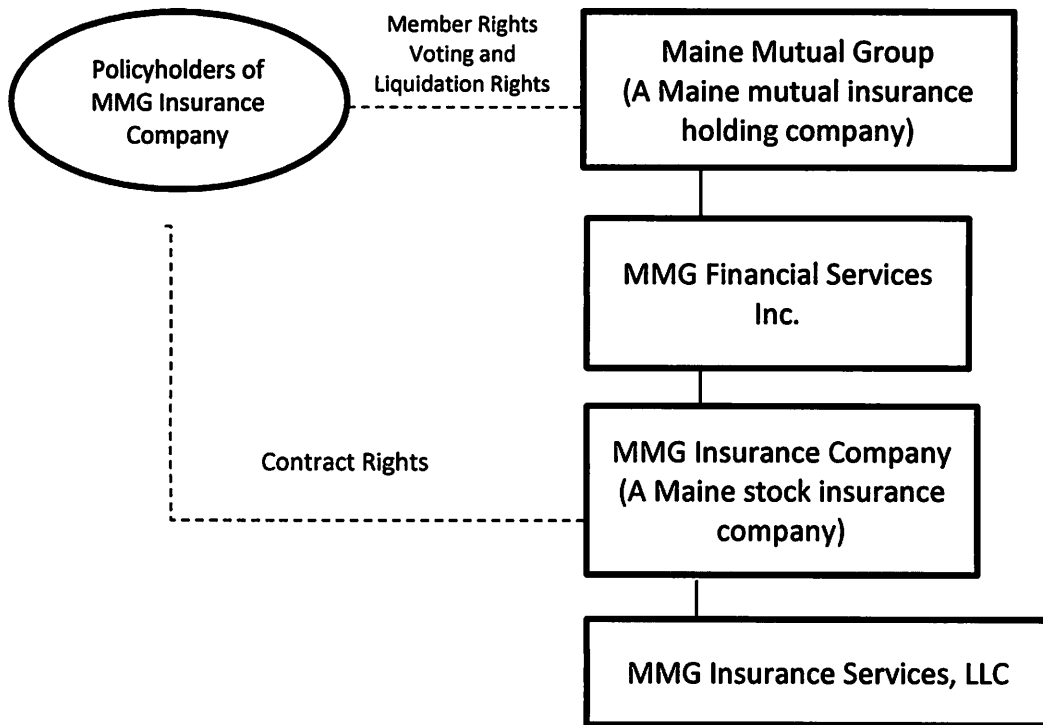 Policyholders of
MMG Insurance
Company
Member Rights
Voting and
Liquidation Rights
Maine Mutual Group
(A Maine mutual insurance
holding company)
MMG Financial Services
Inc.
Contract Rights
MMG Insurance Company
(A Maine stock insurance
company)
MMG Insurance Services, LLC